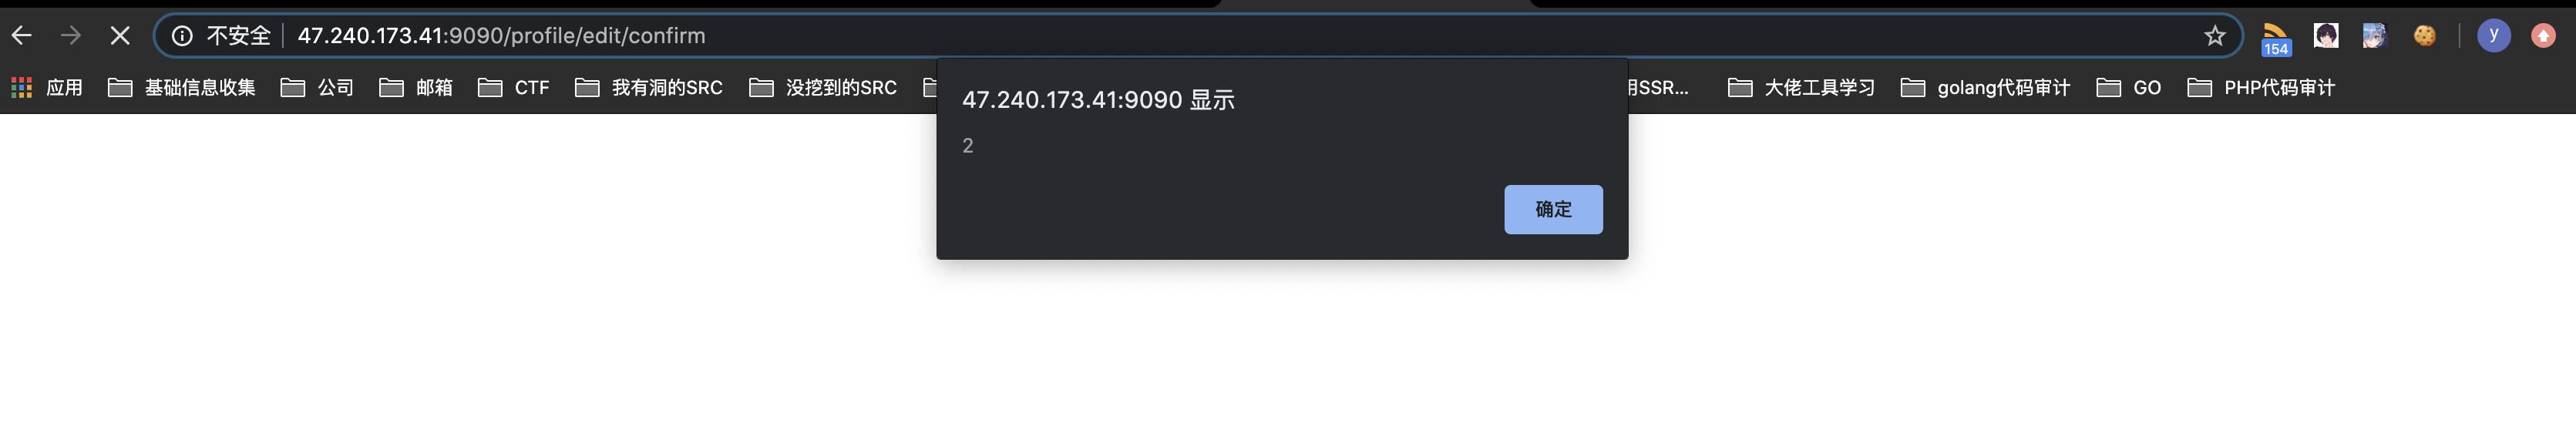 不安全 47.240.173.41:9090/profile/edit/confirm
154
y
应用 基础信息收集 公司 邮箱 CTF 我有洞的SRC 没挖到的SRC 用SSR... 大佬工具学习 golang代码审计 GO PHP代码审计
47.240.173.41:9090 显示
2
确定